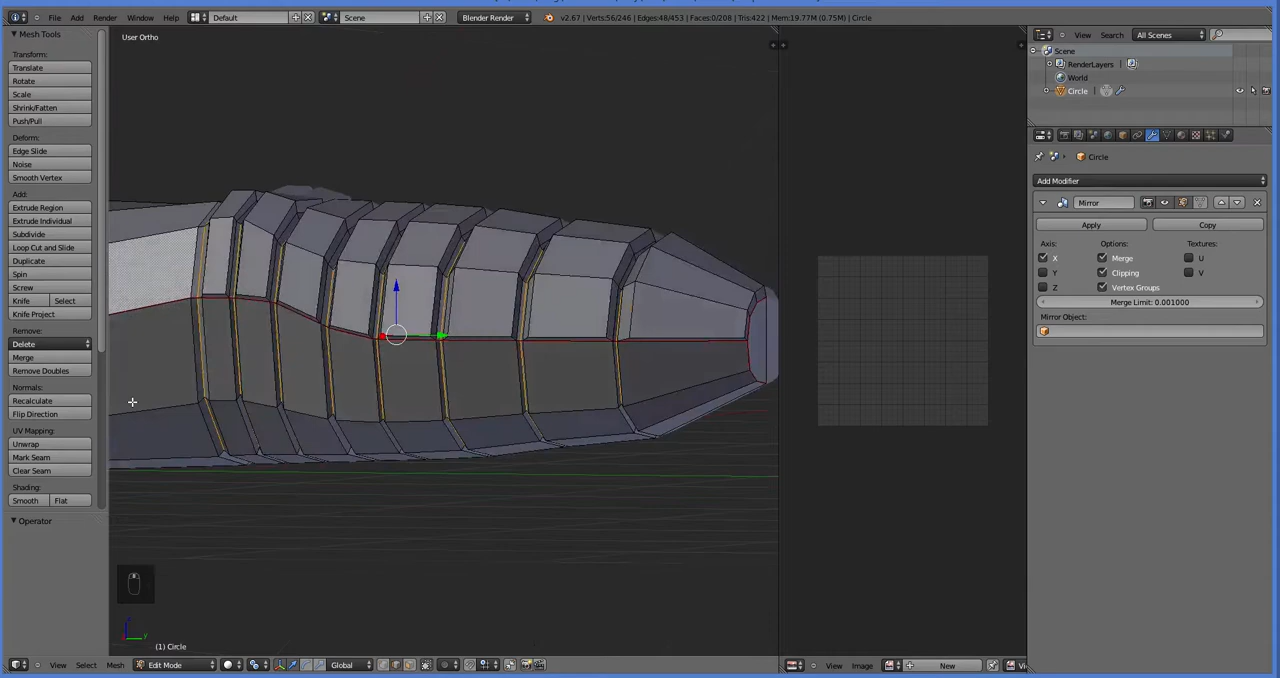 File Add Render Window Help Default Scene Blender Render v2.67 | Verts:56/246 | Edges:48/453 | Faces:0/208 | Tris:422 | Mem:19.77M (0.75M) | Circle
Mesh Tools
Transform:
Translate
Rotate
Scale
Shrink/Fatten
Push/Pull
Deform:
Edge Slide
Noise
Smooth Vertex
Add:
Extrude Region
Extrude Individual
Subdivide
Loop Cut and Slide
Duplicate
Spin
Screw
Knife Select
Knife Project
Remove:
Delete
Merge
Remove Doubles
Normals:
Recalculate
Flip Direction
UV Mapping:
Unwrap
Mark Seam
Clear Seam
Shading:
Smooth Flat
Operator
User Ortho
z
y
(1) Circle
View Select Mesh Edit Mode Global
View Image New
View Search All Scenes
Scene
RenderLayers
World
Circle
Circle
Add Modifier
Mirror
Apply Copy
Axis: Options: Textures:
X Merge U
Y Clipping V
Z Vertex Groups
Merge Limit: 0.001000
Mirror Object: